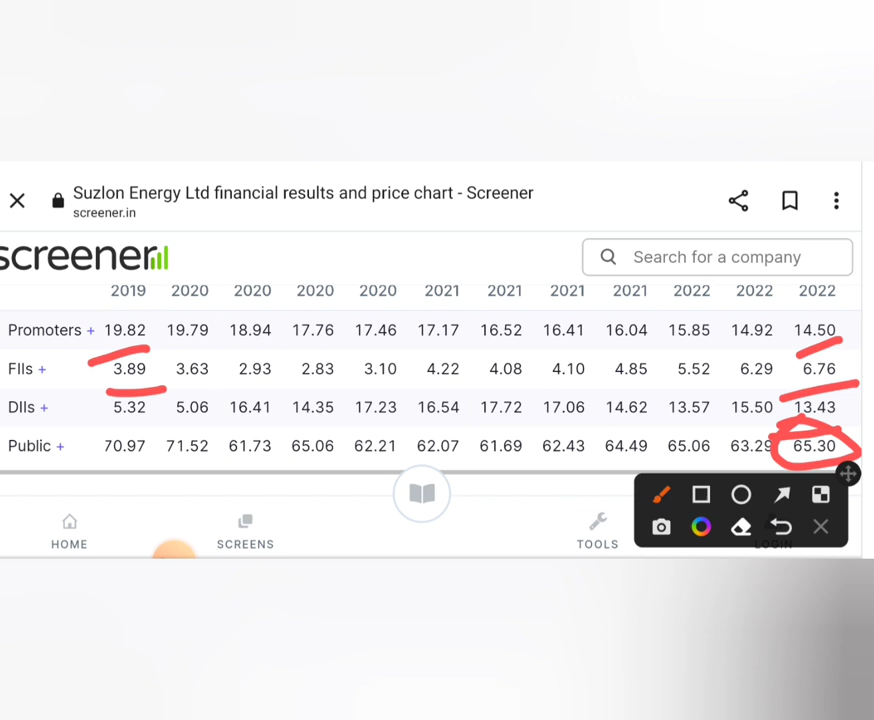 Suzlon Energy Ltd financial results and price chart - Screener
screener.in
screener
Search for a company
2019 2020 2020 2020 2020 2021 2021 2021 2021 2022 2022 2022
Promoters + 19.82 19.79 18.94 17.76 17.46 17.17 16.52 16.41 16.04 15.85 14.92 14.50
FIIs + 3.89 3.63 2.93 2.83 3.10 4.22 4.08 4.10 4.85 5.52 6.29 6.76
DIIs + 5.32 5.06 16.41 14.35 17.23 16.54 17.72 17.06 14.62 13.57 15.50 13.43
Public + 70.97 71.52 61.73 65.06 62.21 62.07 61.69 62.43 64.49 65.06 63.29 65.30
HOME SCREENS TOOLS LOGIN